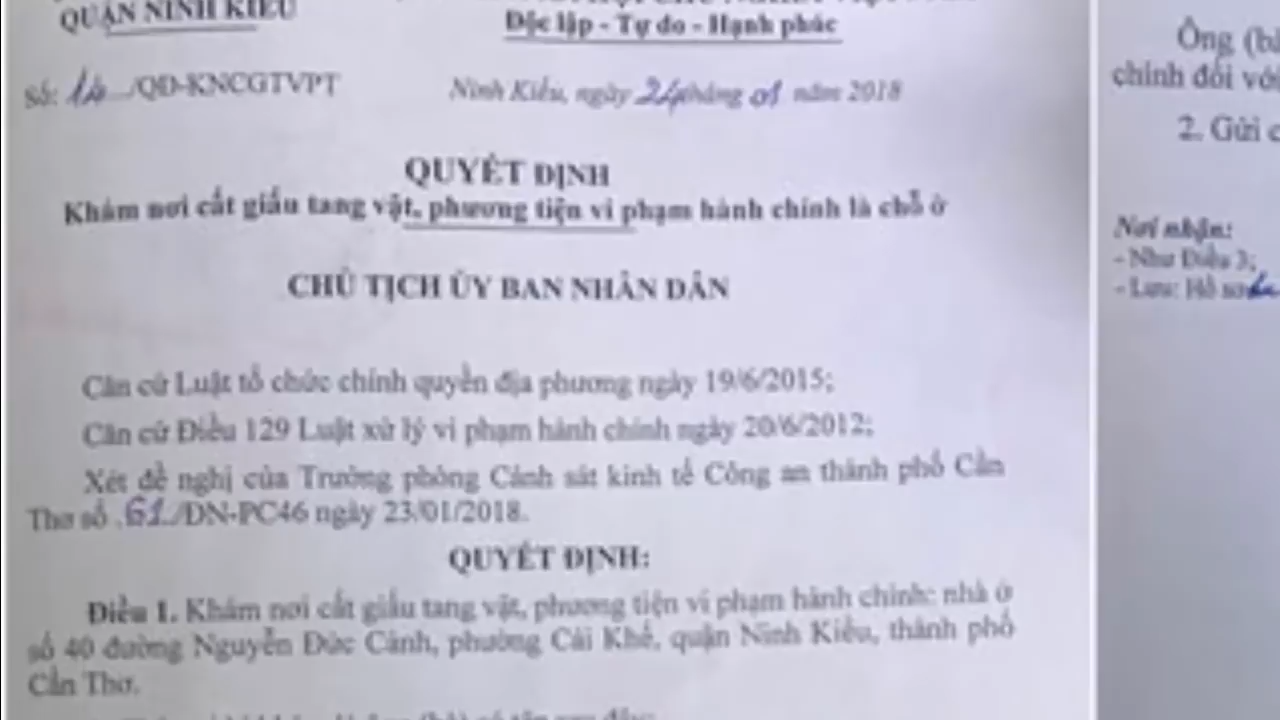 QUẬN NINH KIỀU
Độc lập - Tự do - Hạnh phúc
Số: 14 /QĐ-KNCGTVPT
Ninh Kiều, ngày 24 tháng 01 năm 2018
QUYẾT ĐỊNH
Khám nơi cất giấu tang vật, phương tiện vi phạm hành chính là chỗ ở
CHỦ TỊCH ỦY BAN NHÂN DÂN
Căn cứ Luật tổ chức chính quyền địa phương ngày 19/6/2015;
Căn cứ Điều 129 Luật xử lý vi phạm hành chính ngày 20/6/2012;
Xét đề nghị của Trưởng phòng Cảnh sát kinh tế Công an thành phố Cần
Thơ số .61./ĐN-PC46 ngày 23/01/2018.
QUYẾT ĐỊNH:
Điều 1. Khám nơi cất giấu tang vật, phương tiện vi phạm hành chính: nhà ở
số 40 đường Nguyễn Đức Cảnh, phường Cái Khế, quận Ninh Kiều, thành phố
Cần Thơ.
Ông (bà
chính đối với
2. Gửi c
Nơi nhận:
- Như Điều 3;
- Lưu: Hồ sơ